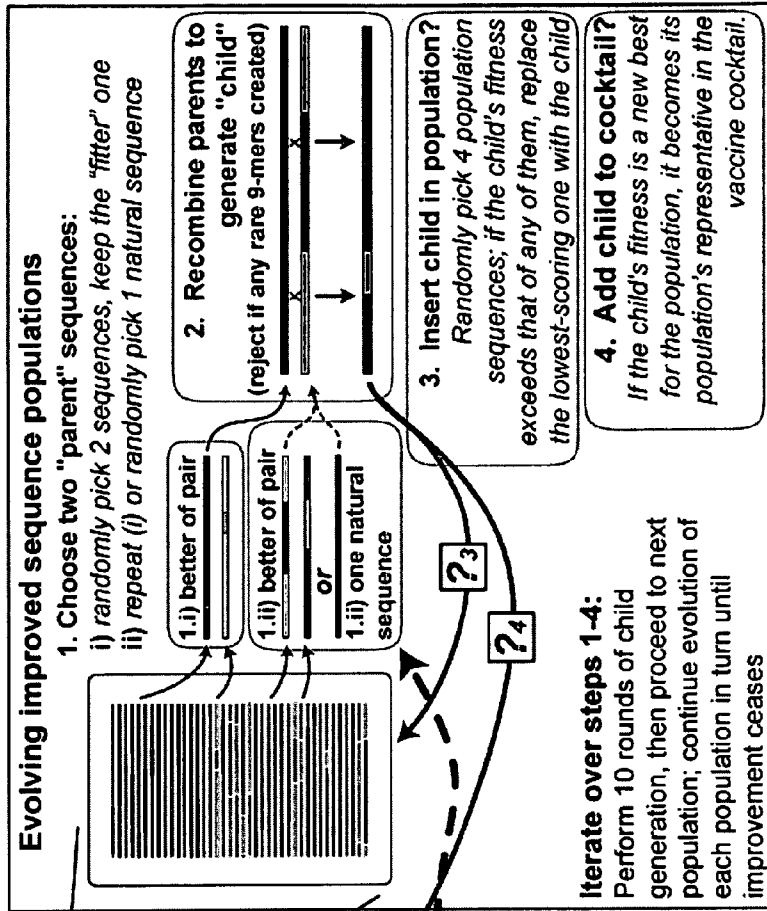 Evolving improved sequence populations
1. Choose two "parent" sequences:
i) randomly pick 2 sequences, keep the "fitter" one
ii) repeat (i) or randomly pick 1 natural sequence
1.i) better of pair
1.ii) better of pair
or
1.ii) one natural
sequence
2. Recombine parents to
generate "child"
(reject if any rare 9-mers created)
x
x
3. Insert child in population?
Randomly pick 4 population
sequences; if the child's fitness
exceeds that of any of them, replace
the lowest-scoring one with the child
4. Add child to cocktail?
If the child's fitness is a new best
for the population, it becomes its
population's representative in the
vaccine cocktail.
?3
?4
Iterate over steps 1-4:
Perform 10 rounds of child
generation, then proceed to next
population; continue evolution of
each population in turn until
improvement ceases